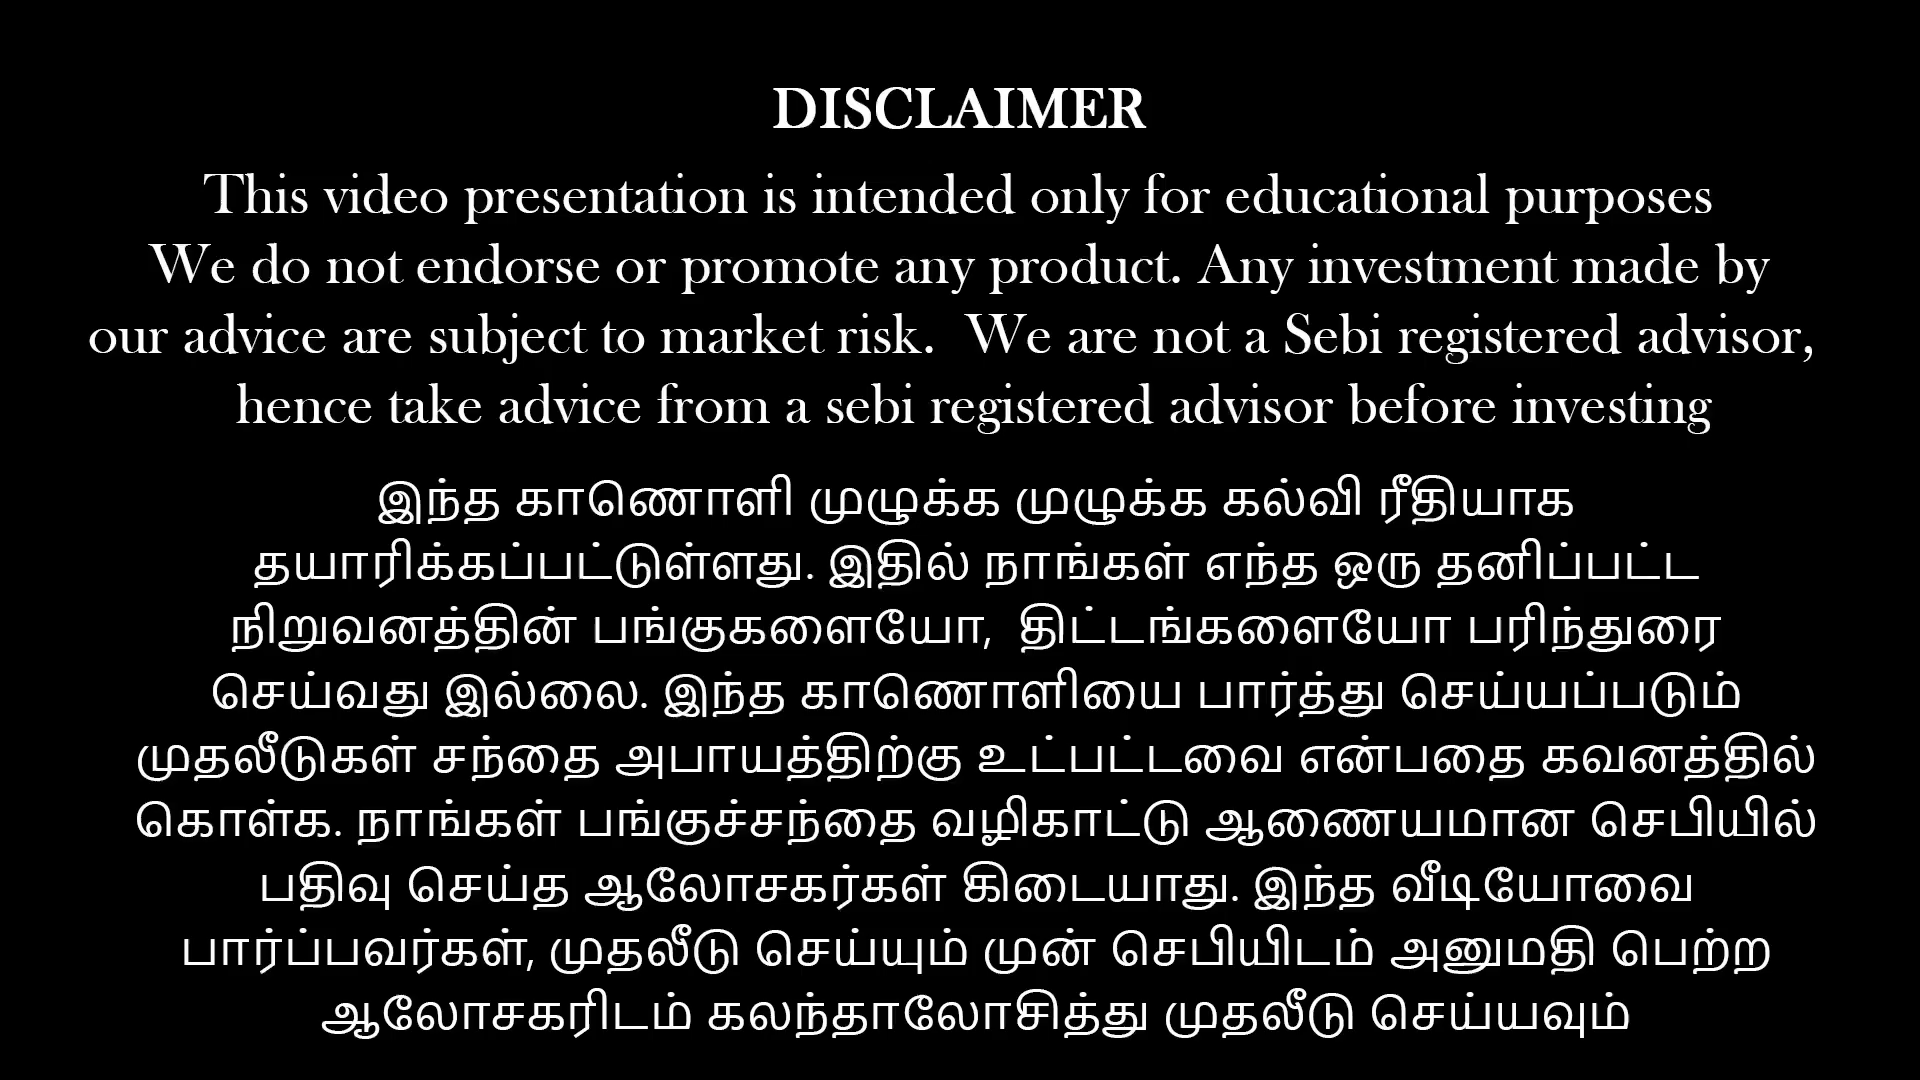 DISCLAIMER
This video presentation is intended only for educational purposes
We do not endorse or promote any product. Any investment made by
our advice are subject to market risk.  We are not a Sebi registered advisor,
hence take advice from a sebi registered advisor before investing
இந்த காணொளி முழுக்க முழுக்க கல்வி ரீதியாக
தயாரிக்கப்பட்டுள்ளது. இதில் நாங்கள் எந்த ஒரு தனிப்பட்ட
நிறுவனத்தின் பங்குகளையோ,  திட்டங்களையோ பரிந்துரை
செய்வது இல்லை. இந்த காணொளியை பார்த்து செய்யப்படும்
முதலீடுகள் சந்தை அபாயத்திற்கு உட்பட்டவை என்பதை கவனத்தில்
கொள்க. நாங்கள் பங்குச்சந்தை வழிகாட்டு ஆணையமான செபியில்
பதிவு செய்த ஆலோசகர்கள் கிடையாது. இந்த வீடியோவை
பார்ப்பவர்கள், முதலீடு செய்யும் முன் செபியிடம் அனுமதி பெற்ற
ஆலோசகரிடம் கலந்தாலோசித்து முதலீடு செய்யவும்